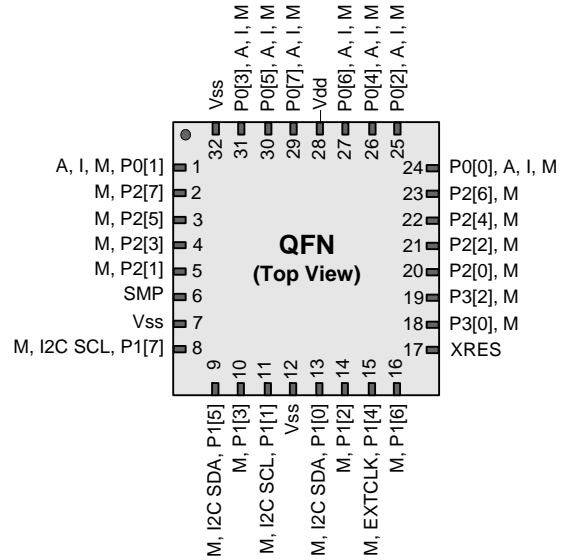 Vss
P0[3], A, I, M
P0[5], A, I, M
P0[7], A, I, M
Vdd
P0[6], A, I, M
P0[4], A, I, M
P0[2], A, I, M
32
31
30
29
28
27
26
25
A, I, M, P0[1]
1
M, P2[7]
2
M, P2[5]
3
M, P2[3]
4
M, P2[1]
5
SMP
6
Vss
7
M, I2C SCL, P1[7]
8
QFN
(Top View)
24
P0[0], A, I, M
23
P2[6], M
22
P2[4], M
21
P2[2], M
20
P2[0], M
19
P3[2], M
18
P3[0], M
17
XRES
9
10
11
12
13
14
15
16
M, I2C SDA, P1[5]
M, P1[3]
M, I2C SCL, P1[1]
Vss
M, I2C SDA, P1[0]
M, P1[2]
M, EXTCLK, P1[4]
M, P1[6]